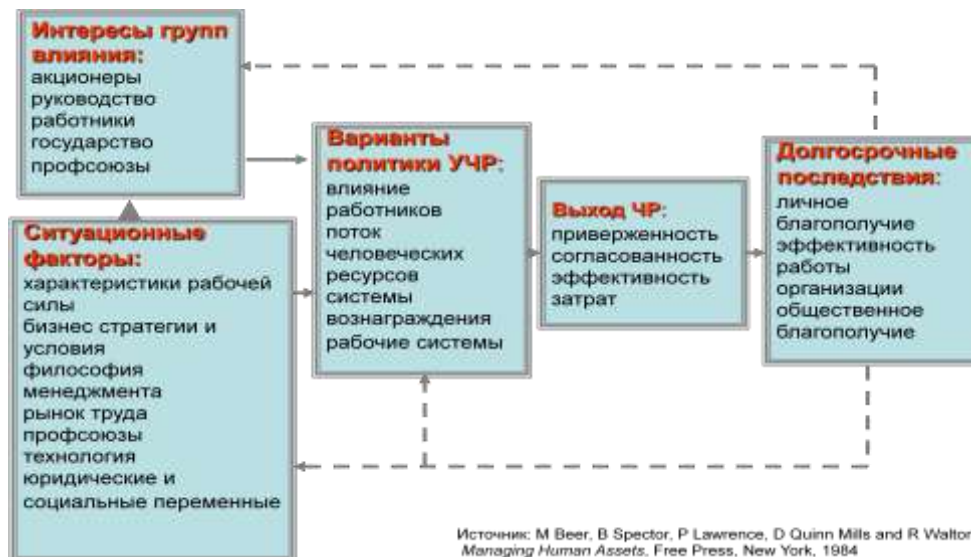 Интересы групп
влияния:
акционеры
руководство
работники
государство
профсоюзы
Ситуационные
факторы:
характеристики рабочей
силы
бизнес стратегии и
условия
философия
менеджмента
рынок труда
профсоюзы
технология
юридические и
социальные переменные
Варианты
политики УЧР:
влияние
работников
поток
человеческих
ресурсов
системы
вознаграждения
рабочие системы
Выход ЧР:
приверженность
согласованность
эффективность
затрат
Долгосрочные
последствия:
личное
благополучие
эффективность
работы
организации
общественное
благополучие
Источник: M Beer, B Spector, P Lawrence, D Quinn Mills and R Walton
Managing Human Assets, Free Press, New York, 1984